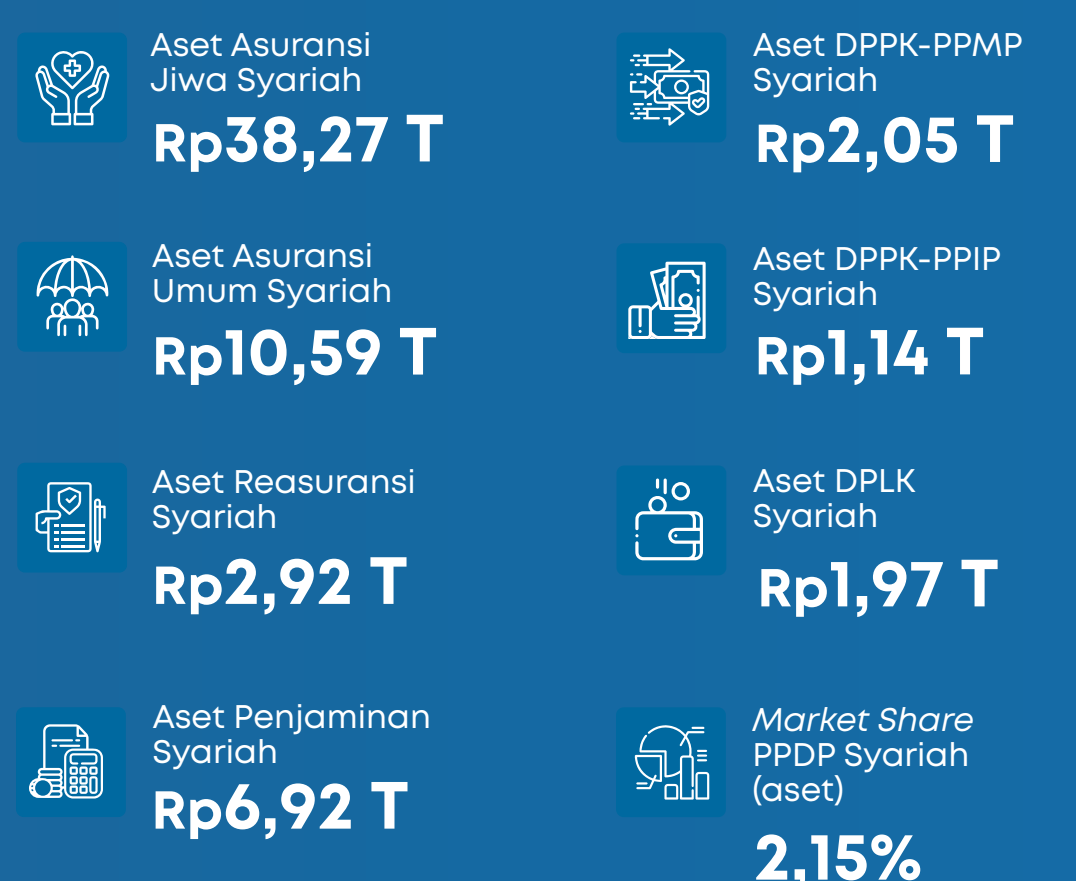 Aset Asuransi
Jiwa Syariah
Rp38,27 T
Aset Asuransi
Umum Syariah
Rp10,59 T
Aset Reasuransi
Syariah
Rp2,92 T
Aset Penjaminan
Syariah
Rp6,92 T
Aset DPPK-PPMP
Syariah
Rp2,05 T
Aset DPPK-PPIP
Syariah
Rp1,14 T
Aset DPLK
Syariah
Rp1,97 T
Market Share
PPDP Syariah
(aset)
2,15%